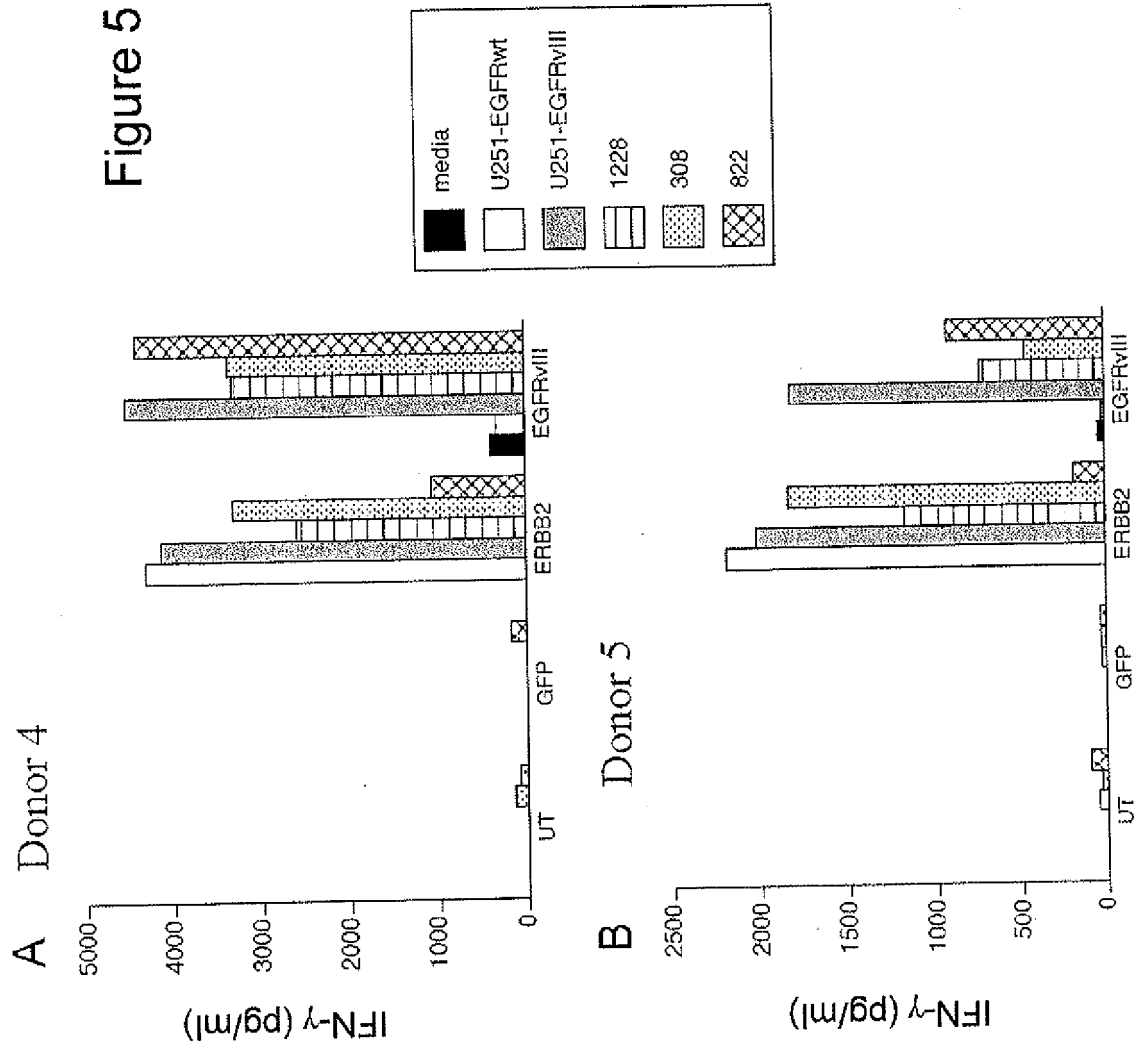 Figure 5
A
Donor 4
IFN-γ (pg/ml)
5000
4000
3000
2000
1000
0
UT
GFP
ERBB2
EGFRvIII
media
U251-EGFRwt
U251-EGFRvIII
1228
308
822
B
Donor 5
IFN-γ (pg/ml)
2500
2000
1500
1000
500
0
UT
GFP
ERBB2
EGFRvIII